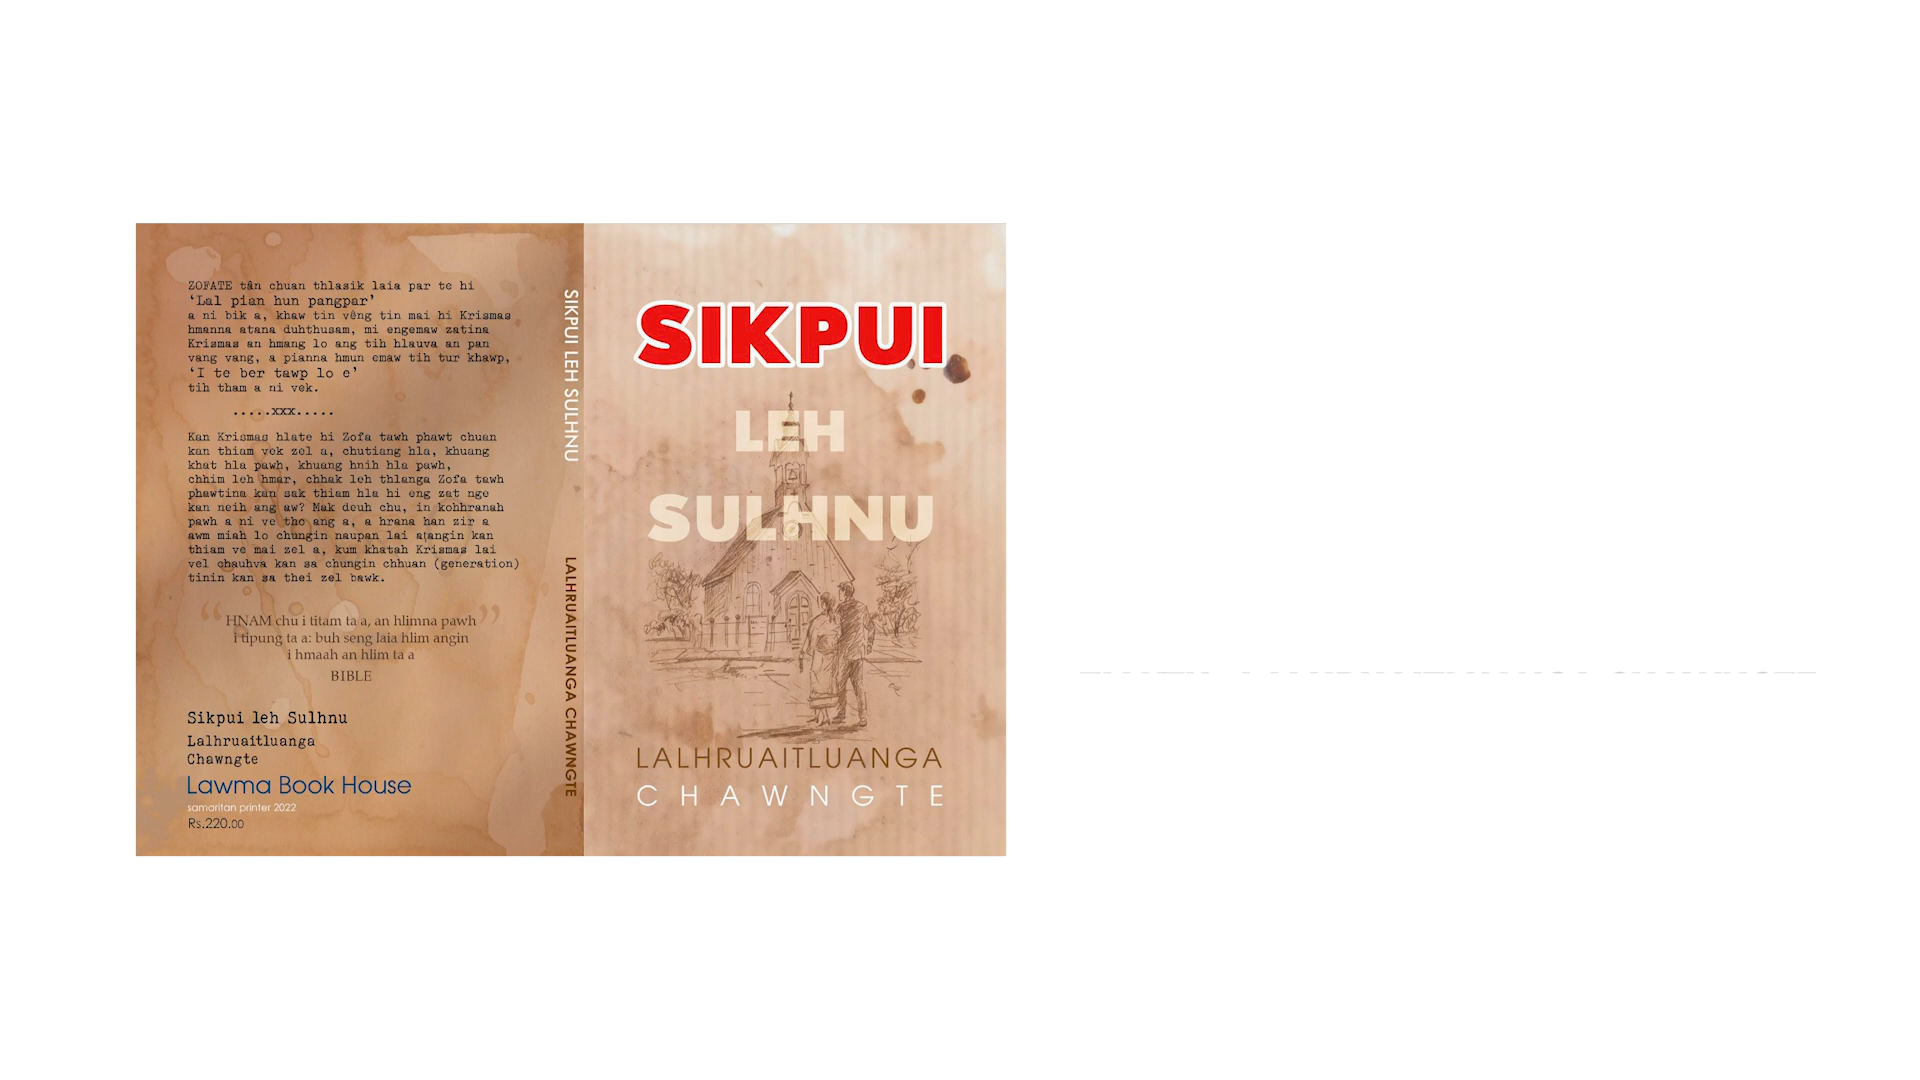 ZOFATE tân chuan thlasik laia par te hi
‘Lal pian hun pangpar’
a ni bik a, khaw tin vêng tin mai hi Krismas
hmanna atana duhthusam, mi engemaw zatina
Krismas an hmang lo ang tih hlauva an pan
vang vang, a pianna hmun emaw tih tur khawp,
‘I te ber tawp lo e’
tih tham a ni vek.
.....xxx.....
Kan Krismas hlate hi Zofa tawh phawt chuan
kan thiam vek zel a, chutiang hla, khuang
khat hla pawh, khuang hnih hla pawh,
chhim leh hmar, chhak leh thlanga Zofa tawh
phawtina kan sak thiam hla hi eng zat nge
kan neih ang aw? Mak deuh chu, in kohhranah
pawh a ni ve tho ang a, a hrana han zir a
awm miah lo chungin naupan lai aṭangin kan
thiam ve mai zel a, kum khatah Krismas lai
vel chauhva kan sa chungin chhuan (generation)
tinin kan sa thei zel bawk.
“HNAM chu i titam ta a, an hlimna pawh”
i tipung ta a: buh seng laia hlim angin
i hmaah an hlim ta a
BIBLE
Sikpui leh Sulhnu
Lalhruaitluanga
Chawngte
Lawma Book House
samaritan printer 2022
Rs.220.00
SIKPUI LEH SULHNU
LALHRUAITLUANGA CHAWNGTE
SIKPUI
LEH
SULHNU
LALHRUAITLUANGA
CHAWNGTE